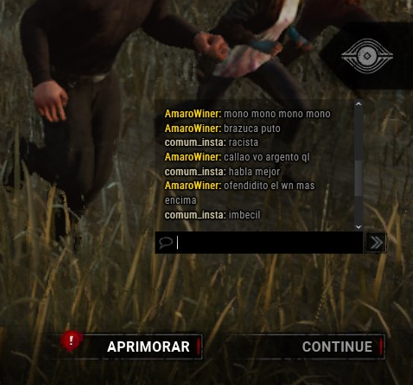 AmaroWiner: mono mono mono mono
AmaroWiner: brazuca puto
comum_insta: racista
AmaroWiner: callao vo argento ql
comum_insta: habla mejor
AmaroWiner: ofendidito el wn mas
encima
comum_insta: imbecil
!
APRIMORAR
CONTINUE